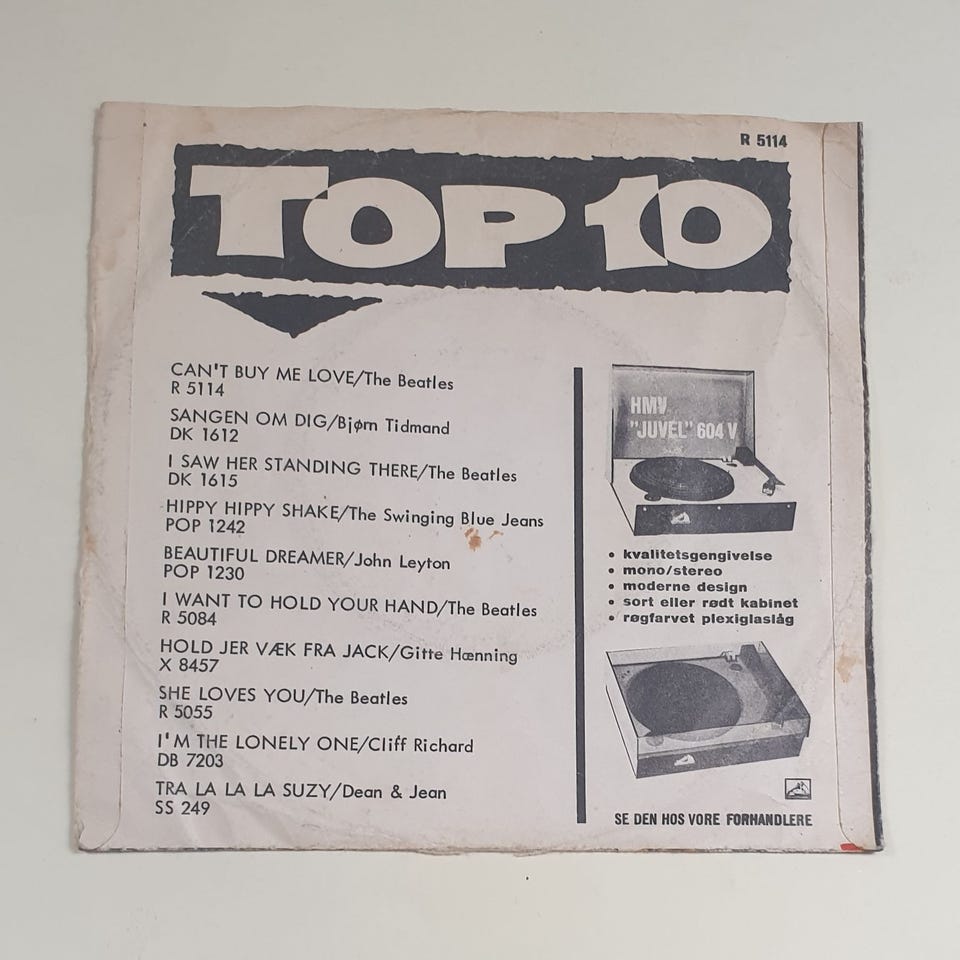 R 5114
TOP 10
CAN'T BUY ME LOVE/The Beatles
R 5114
SANGEN OM DIG/Bjørn Tidmand
DK 1612
I SAW HER STANDING THERE/The Beatles
DK 1615
HIPPY HIPPY SHAKE/The Swinging Blue Jeans
POP 1242
BEAUTIFUL DREAMER/John Leyton
POP 1230
I WANT TO HOLD YOUR HAND/The Beatles
R 5084
HOLD JER VÆK FRA JACK/Gitte Hænning
X 8457
SHE LOVES YOU/The Beatles
R 5055
I'M THE LONELY ONE/Cliff Richard
DB 7203
TRA LA LA LA SUZY/Dean & Jean
SS 249
HMV
"JUVEL" 604 V
• kvalitetsgengivelse
• mono/stereo
• moderne design
• sort eller rødt kabinet
• røgfarvet plexiglaslåg
SE DEN HOS VORE FORHANDLERE